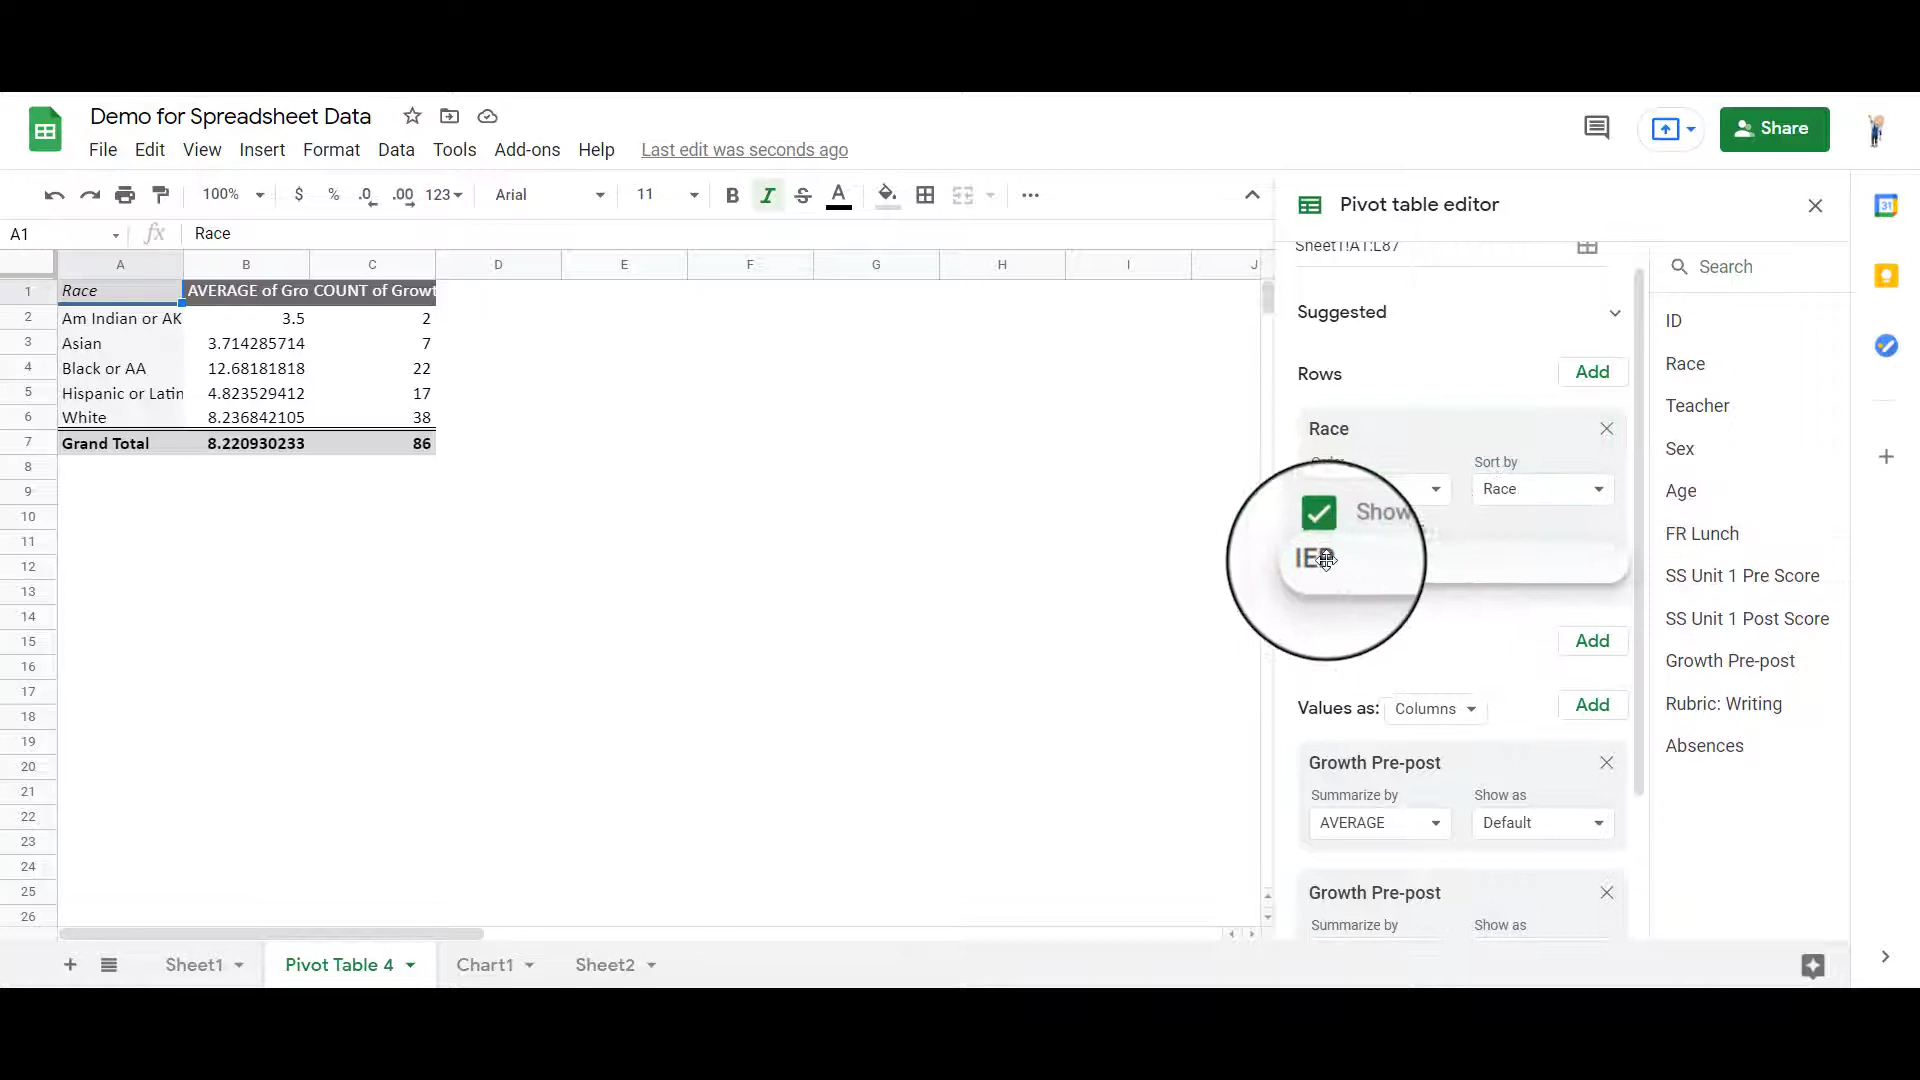 Demo for Spreadsheet Data
Share
File Edit View Insert Format Data Tools Add-ons Help Last edit was seconds ago
100% $ % .0 .00 123 Arial 11 B I S A
Pivot table editor
A1 fx Race
Sheet1!A1:L87
Search
A B C D E F G H I J
1 Race AVERAGE of Gro COUNT of Growt
2 Am Indian or AK 3.5 2
3 Asian 3.714285714 7
4 Black or AA 12.68181818 22
5 Hispanic or Latin 4.823529412 17
6 White 8.236842105 38
7 Grand Total 8.220930233 86
8
9
10
11
12
13
14
15
16
17
18
19
20
21
22
23
24
25
26
Suggested
Rows Add
Race
Order Sort by
Race
Show
IEP
Add
Values as: Columns Add
Growth Pre-post
Summarize by Show as
AVERAGE Default
Growth Pre-post
Summarize by Show as
ID
Race
Teacher
Sex
Age
FR Lunch
SS Unit 1 Pre Score
SS Unit 1 Post Score
Growth Pre-post
Rubric: Writing
Absences
31
Sheet1 Pivot Table 4 Chart1 Sheet2